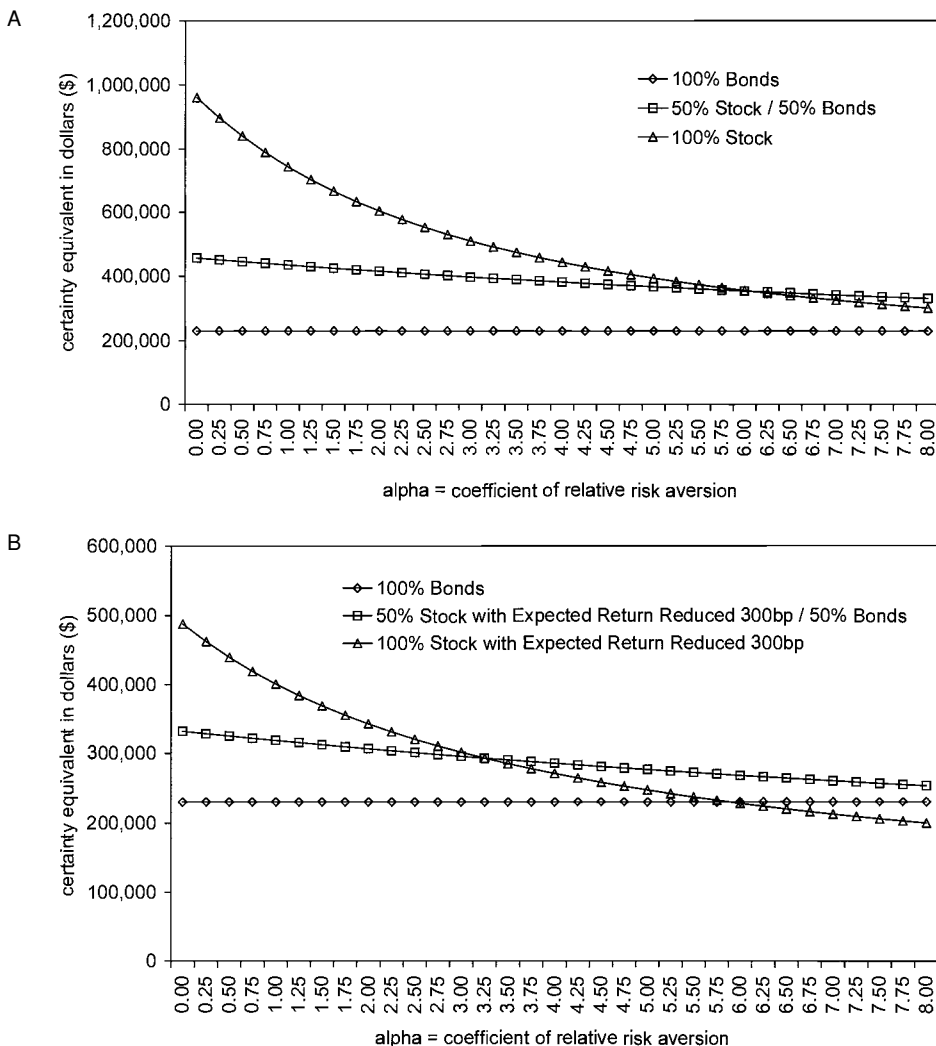 A
1,200,000
1,000,000
800,000
600,000
400,000
200,000
0
certainty equivalent in dollars ($)
100% Bonds
50% Stock / 50% Bonds
100% Stock
0.00 0.25 0.50 0.75 1.00 1.25 1.50 1.75 2.00 2.25 2.50 2.75 3.00 3.25 3.50 3.75 4.00 4.25 4.50 4.75 5.00 5.25 5.50 5.75 6.00 6.25 6.50 6.75 7.00 7.25 7.50 7.75 8.00
alpha = coefficient of relative risk aversion
B
600,000
500,000
400,000
300,000
200,000
100,000
0
certainty equivalent in dollars ($)
100% Bonds
50% Stock with Expected Return Reduced 300bp / 50% Bonds
100% Stock with Expected Return Reduced 300bp
0.00 0.25 0.50 0.75 1.00 1.25 1.50 1.75 2.00 2.25 2.50 2.75 3.00 3.25 3.50 3.75 4.00 4.25 4.50 4.75 5.00 5.25 5.50 5.75 6.00 6.25 6.50 6.75 7.00 7.25 7.50 7.75 8.00
alpha = coefficient of relative risk aversion